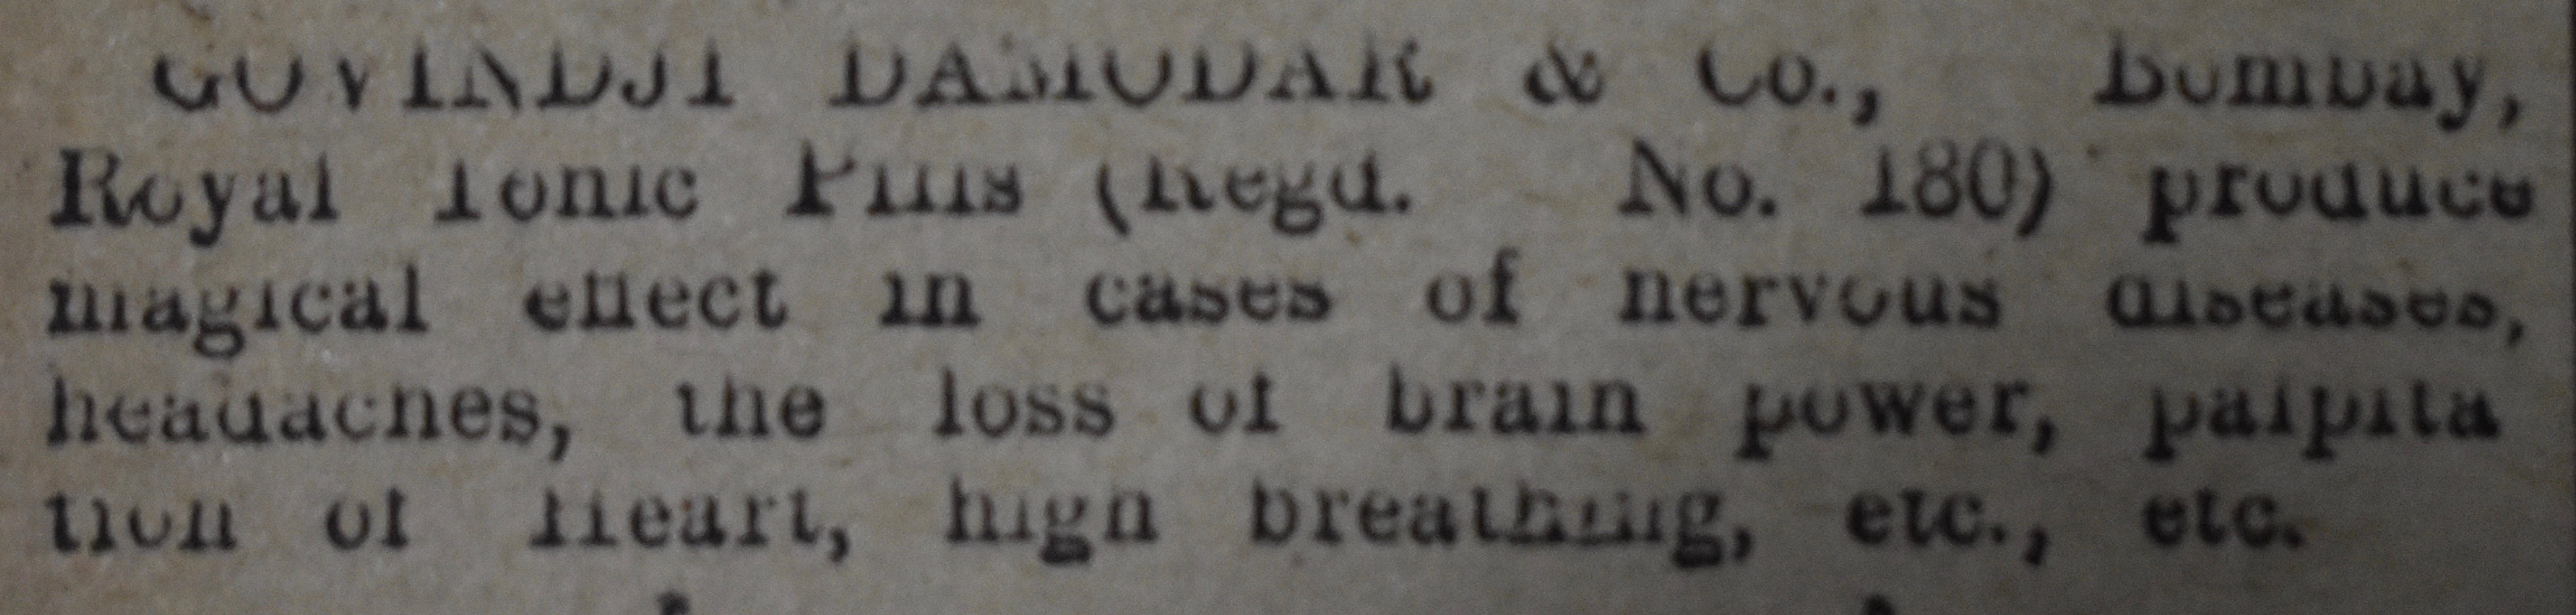 GOVINDJI DAMODAR & Co., Bombay,
Royal Tonic Pills (Regd. No. 180) produce
magical effect in cases of nervous diseases,
headaches, the loss of brain power, palpita
tion of Heart, high breathing, etc., etc.